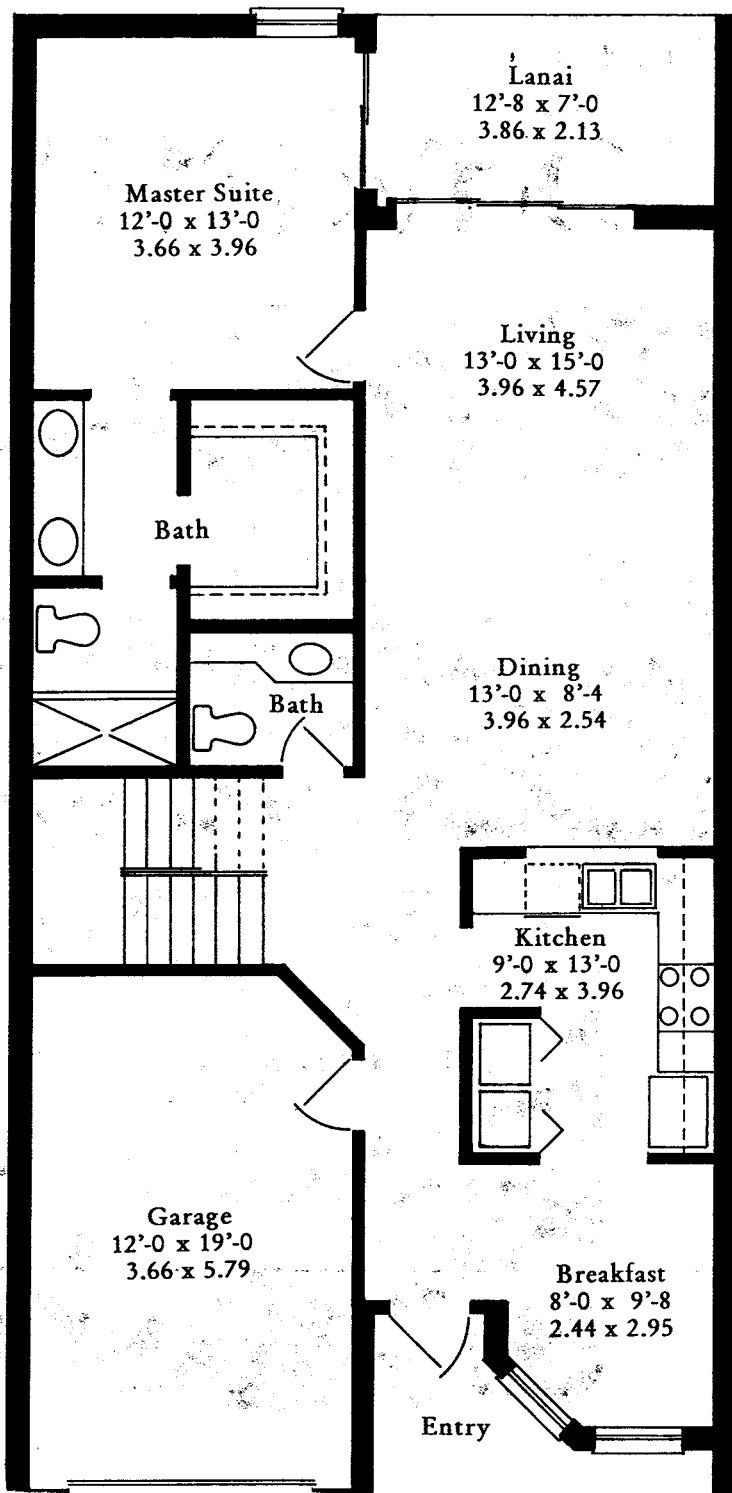 Lanai
12'-8 x 7'-0
3.86 x 2.13
Master Suite
12'-0 x 13'-0
3.66 x 3.96
Living
13'-0 x 15'-0
3.96 x 4.57
Bath
Dining
13'-0 x 8'-4
3.96 x 2.54
Bath
Kitchen
9'-0 x 13'-0
2.74 x 3.96
Garage
12'-0 x 19'-0
3.66 x 5.79
Breakfast
8'-0 x 9'-8
2.44 x 2.95
Entry